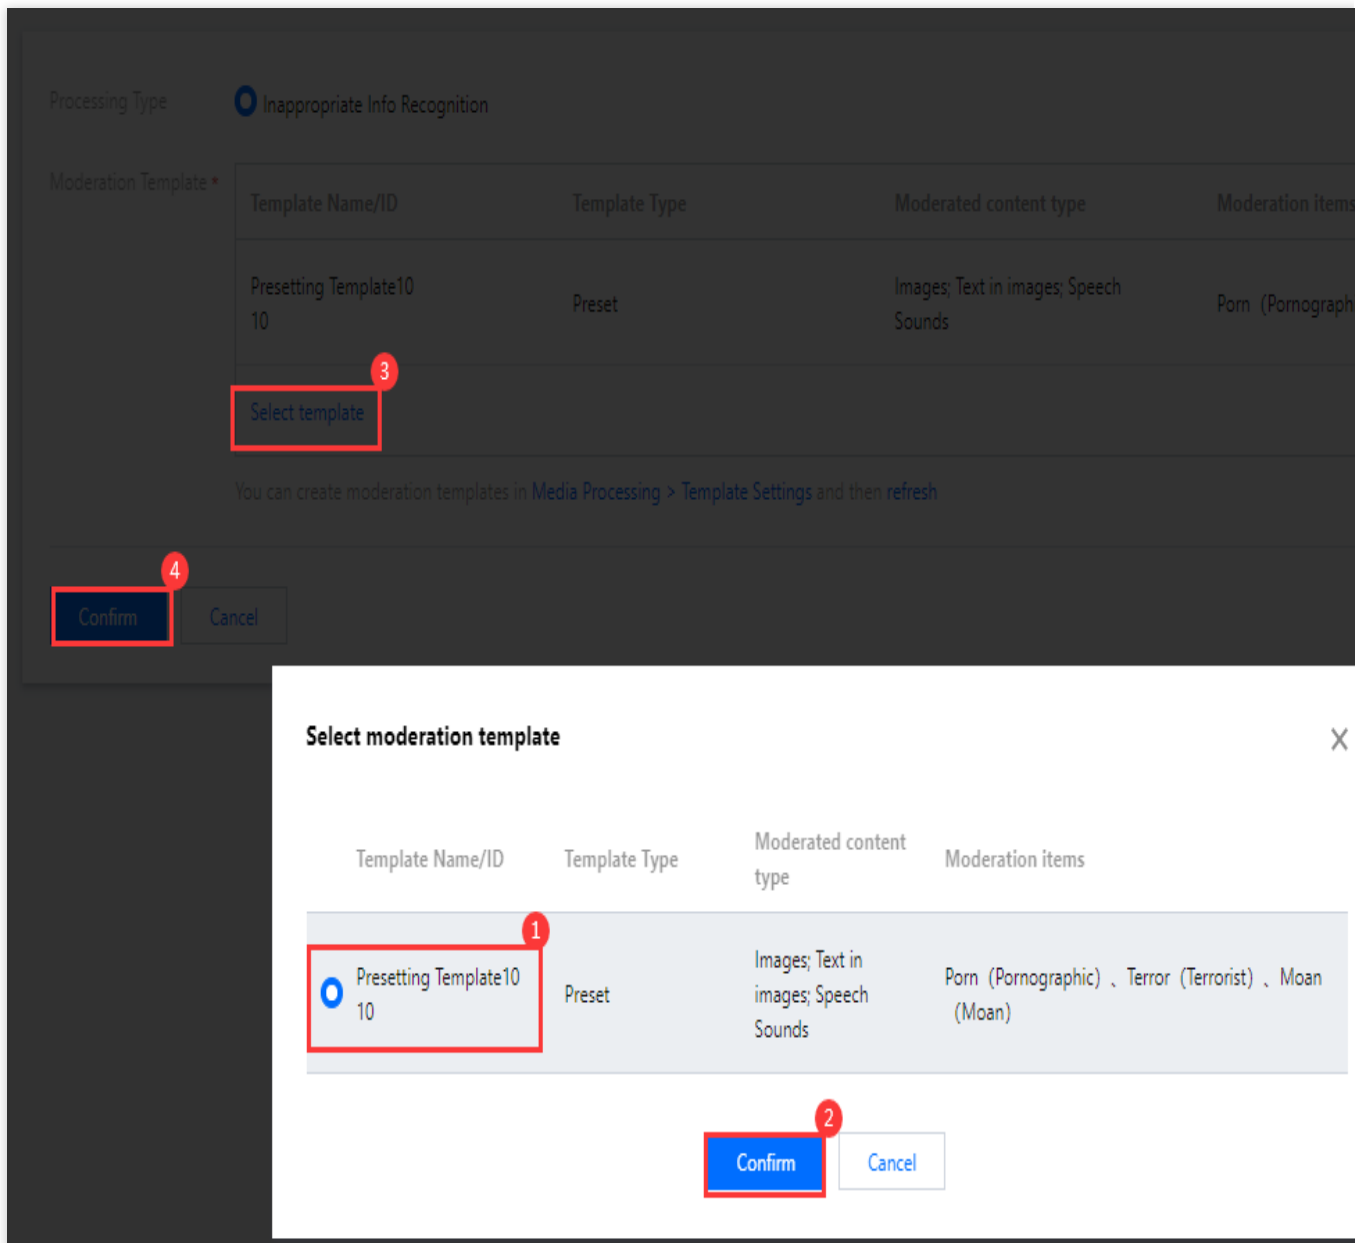 Processing Type
Inappropriate Info Recognition
Moderation Template *
Template Name/ID
Template Type
Moderated content type
Moderation items
Presetting Template10
10
Preset
Images; Text in images; Speech
Sounds
Porn (Pornographi
3
Select template
You can create moderation templates in Media Processing > Template Settings and then refresh
4
Confirm
Cancel
Select moderation template
Template Name/ID
Template Type
Moderated content
type
Moderation items
1
Presetting Template10
10
Preset
Images; Text in
images; Speech
Sounds
Porn (Pornographic) 、Terror (Terrorist) 、Moan
(Moan)
2
Confirm
Cancel